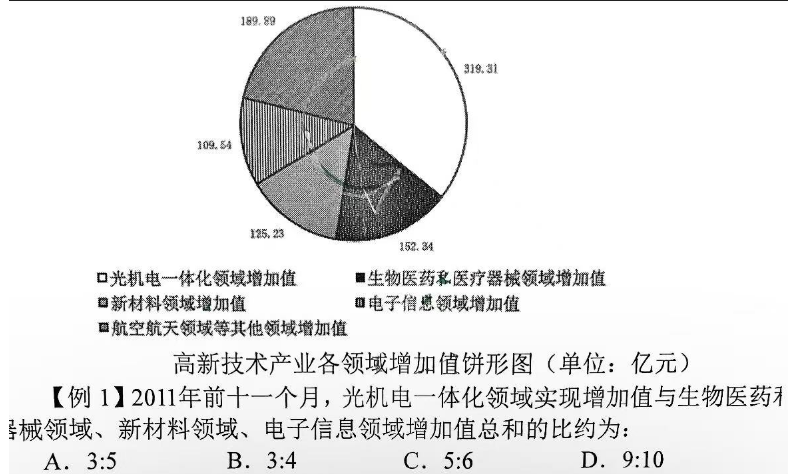 189.89
319.31
109.54
125.23
152.34
光机电一体化领域增加值 生物医药和医疗器械领域增加值
新材料领域增加值 电子信息领域增加值
航空航天领域等其他领域增加值
高新技术产业各领域增加值饼形图（单位：亿元）
【例 1】2011年前十一个月，光机电一体化领域实现增加值与生物医药和
器械领域、新材料领域、电子信息领域增加值总和的比约为：
A. 3:5 B. 3:4 C. 5:6 D. 9:10